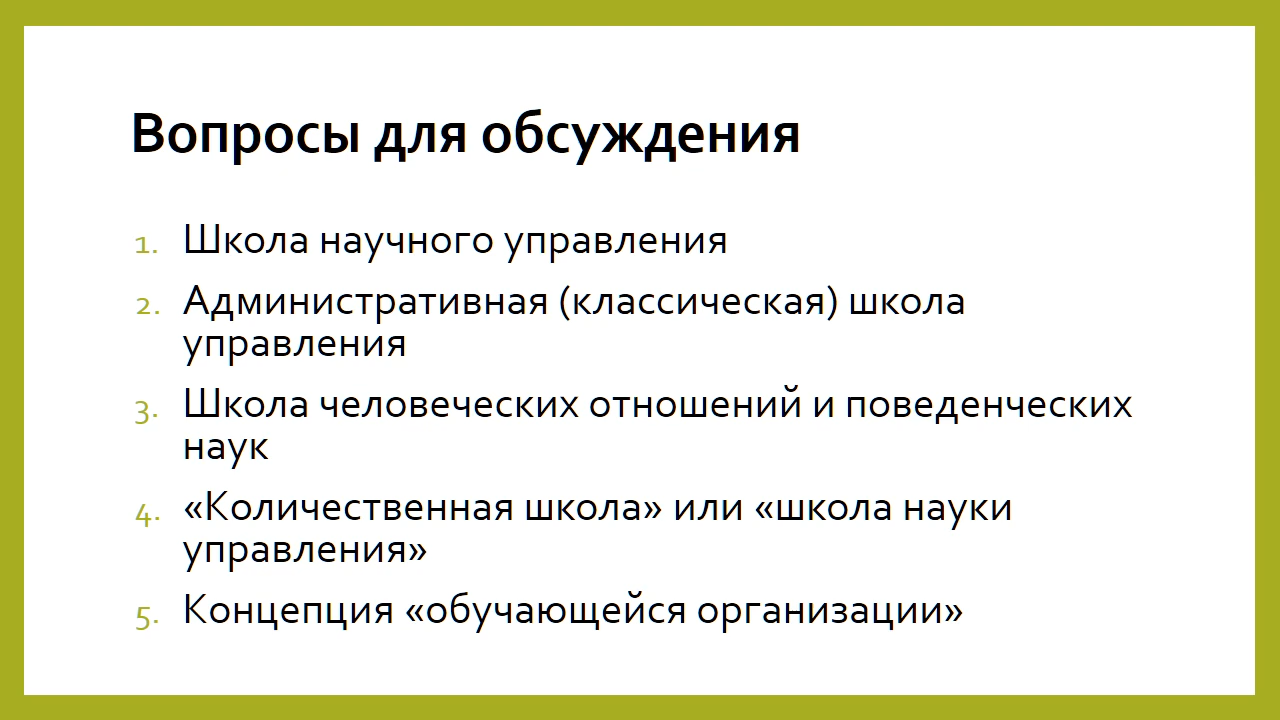 Вопросы для обсуждения
1. Школа научного управления
2. Административная (классическая) школа
управления
3. Школа человеческих отношений и поведенческих
наук
4. «Количественная школа» или «школа науки
управления»
5. Концепция «обучающейся организации»